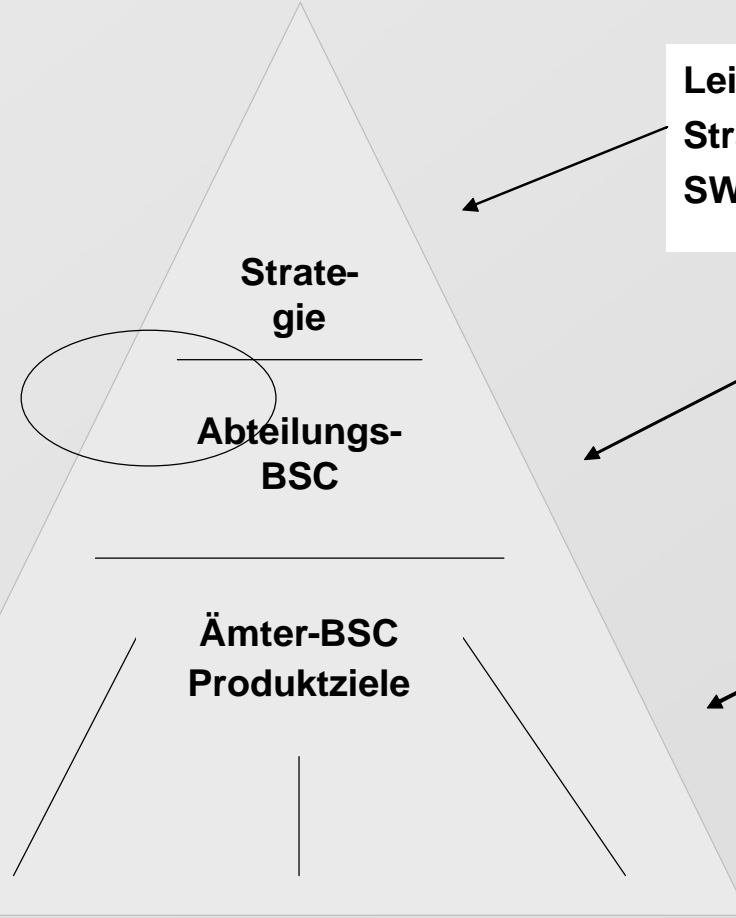 Lei
Stra
SW
Strate-
gie
Abteilungs-
BSC
Ämter-BSC
Produktziele